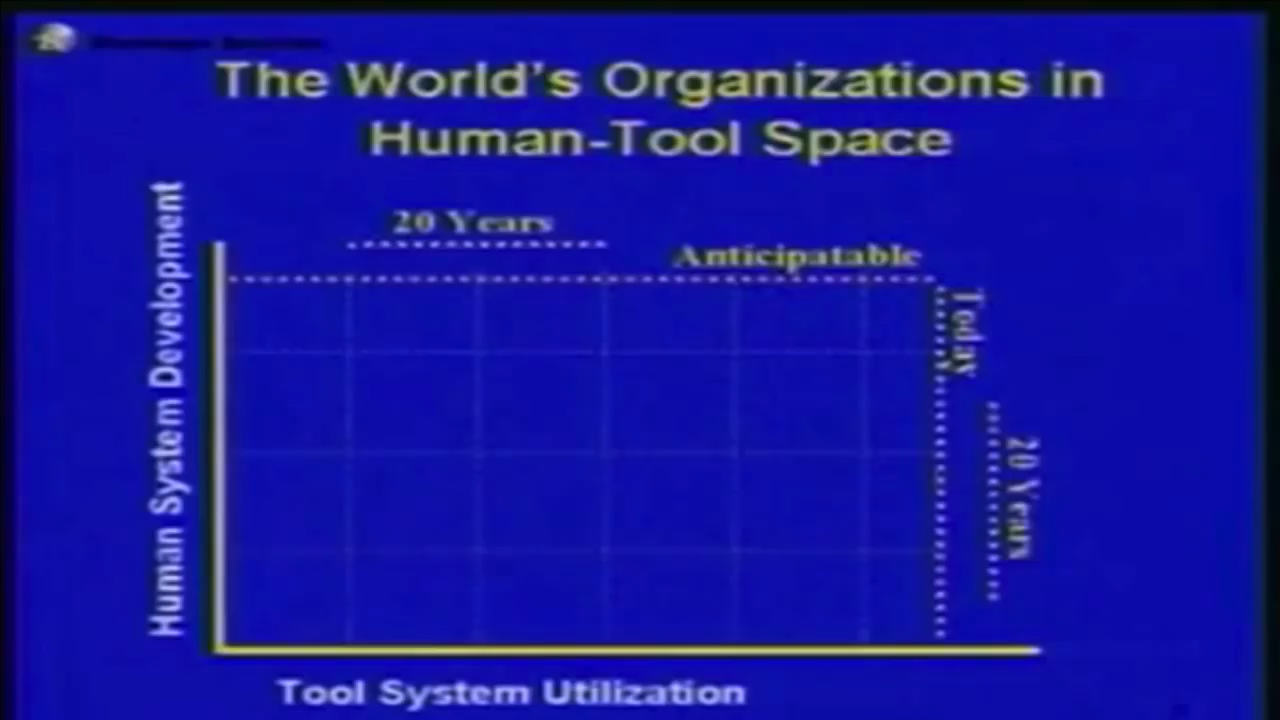 The World's Organizations in
Human-Tool Space
20 Years
Anticipatable
Today
20 Years
Human System Development
Tool System Utilization